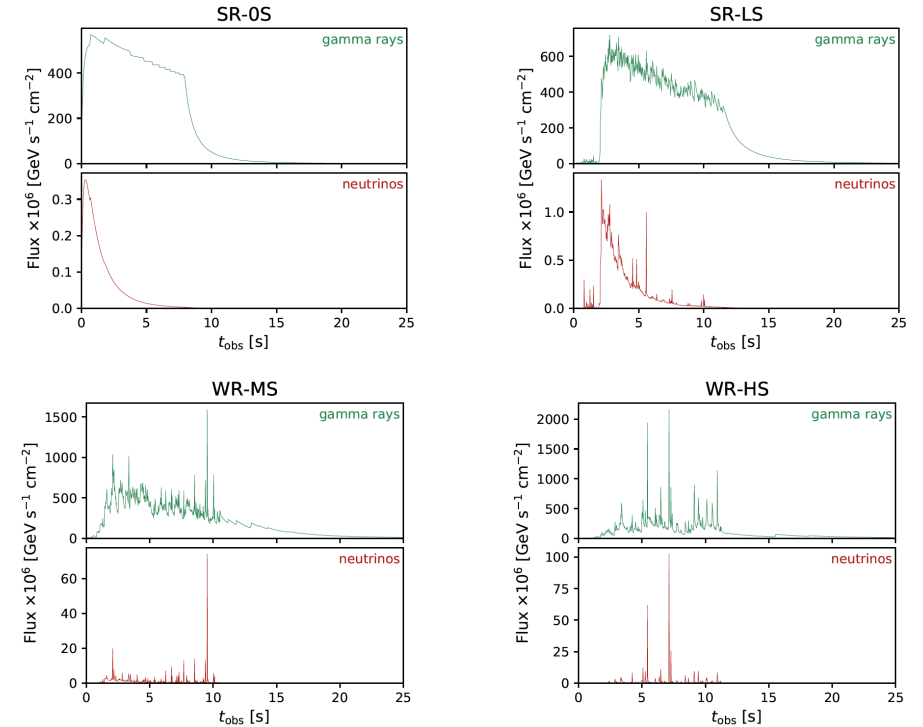 SR-0S
gamma rays
Flux ×10⁶ [GeV s⁻¹ cm⁻²]
400
200
0
neutrinos
0.3
0.2
0.1
0.0
0 5 10 15 20 25
t_obs [s]
SR-LS
gamma rays
Flux ×10⁶ [GeV s⁻¹ cm⁻²]
600
400
200
0
neutrinos
1.0
0.5
0.0
0 5 10 15 20 25
t_obs [s]
WR-MS
gamma rays
Flux ×10⁶ [GeV s⁻¹ cm⁻²]
1500
1000
500
0
neutrinos
60
40
20
0
0 5 10 15 20 25
t_obs [s]
WR-HS
gamma rays
Flux ×10⁶ [GeV s⁻¹ cm⁻²]
2000
1500
1000
500
0
neutrinos
100
75
50
25
0
0 5 10 15 20 25
t_obs [s]